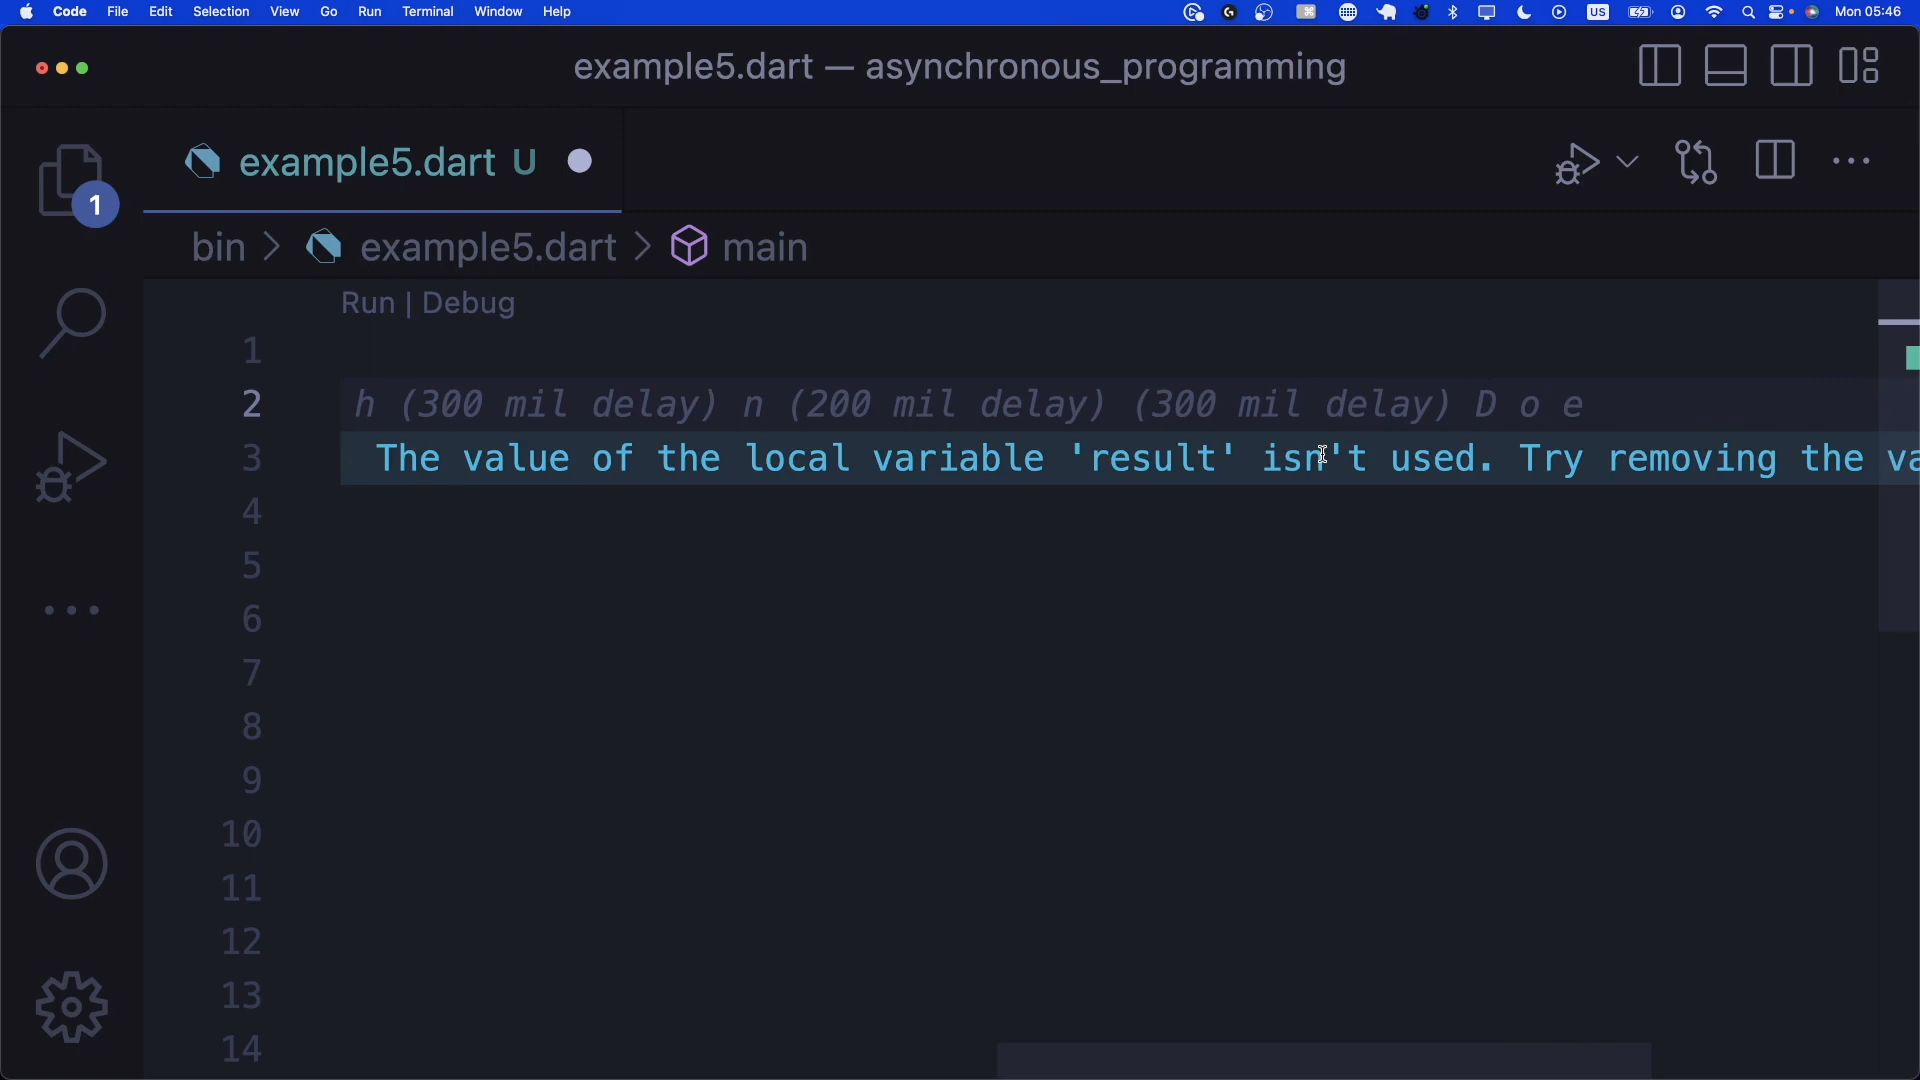 Code File Edit Selection View Go Run Terminal Window Help US Mon 05:46
example5.dart — asynchronous_programming
example5.dart U
1
bin > example5.dart > main
Run | Debug
1
2 h (300 mil delay) n (200 mil delay) (300 mil delay) D o e
3 The value of the local variable 'result' isn't used. Try removing the va
4
5
6
7
8
9
10
11
12
13
14